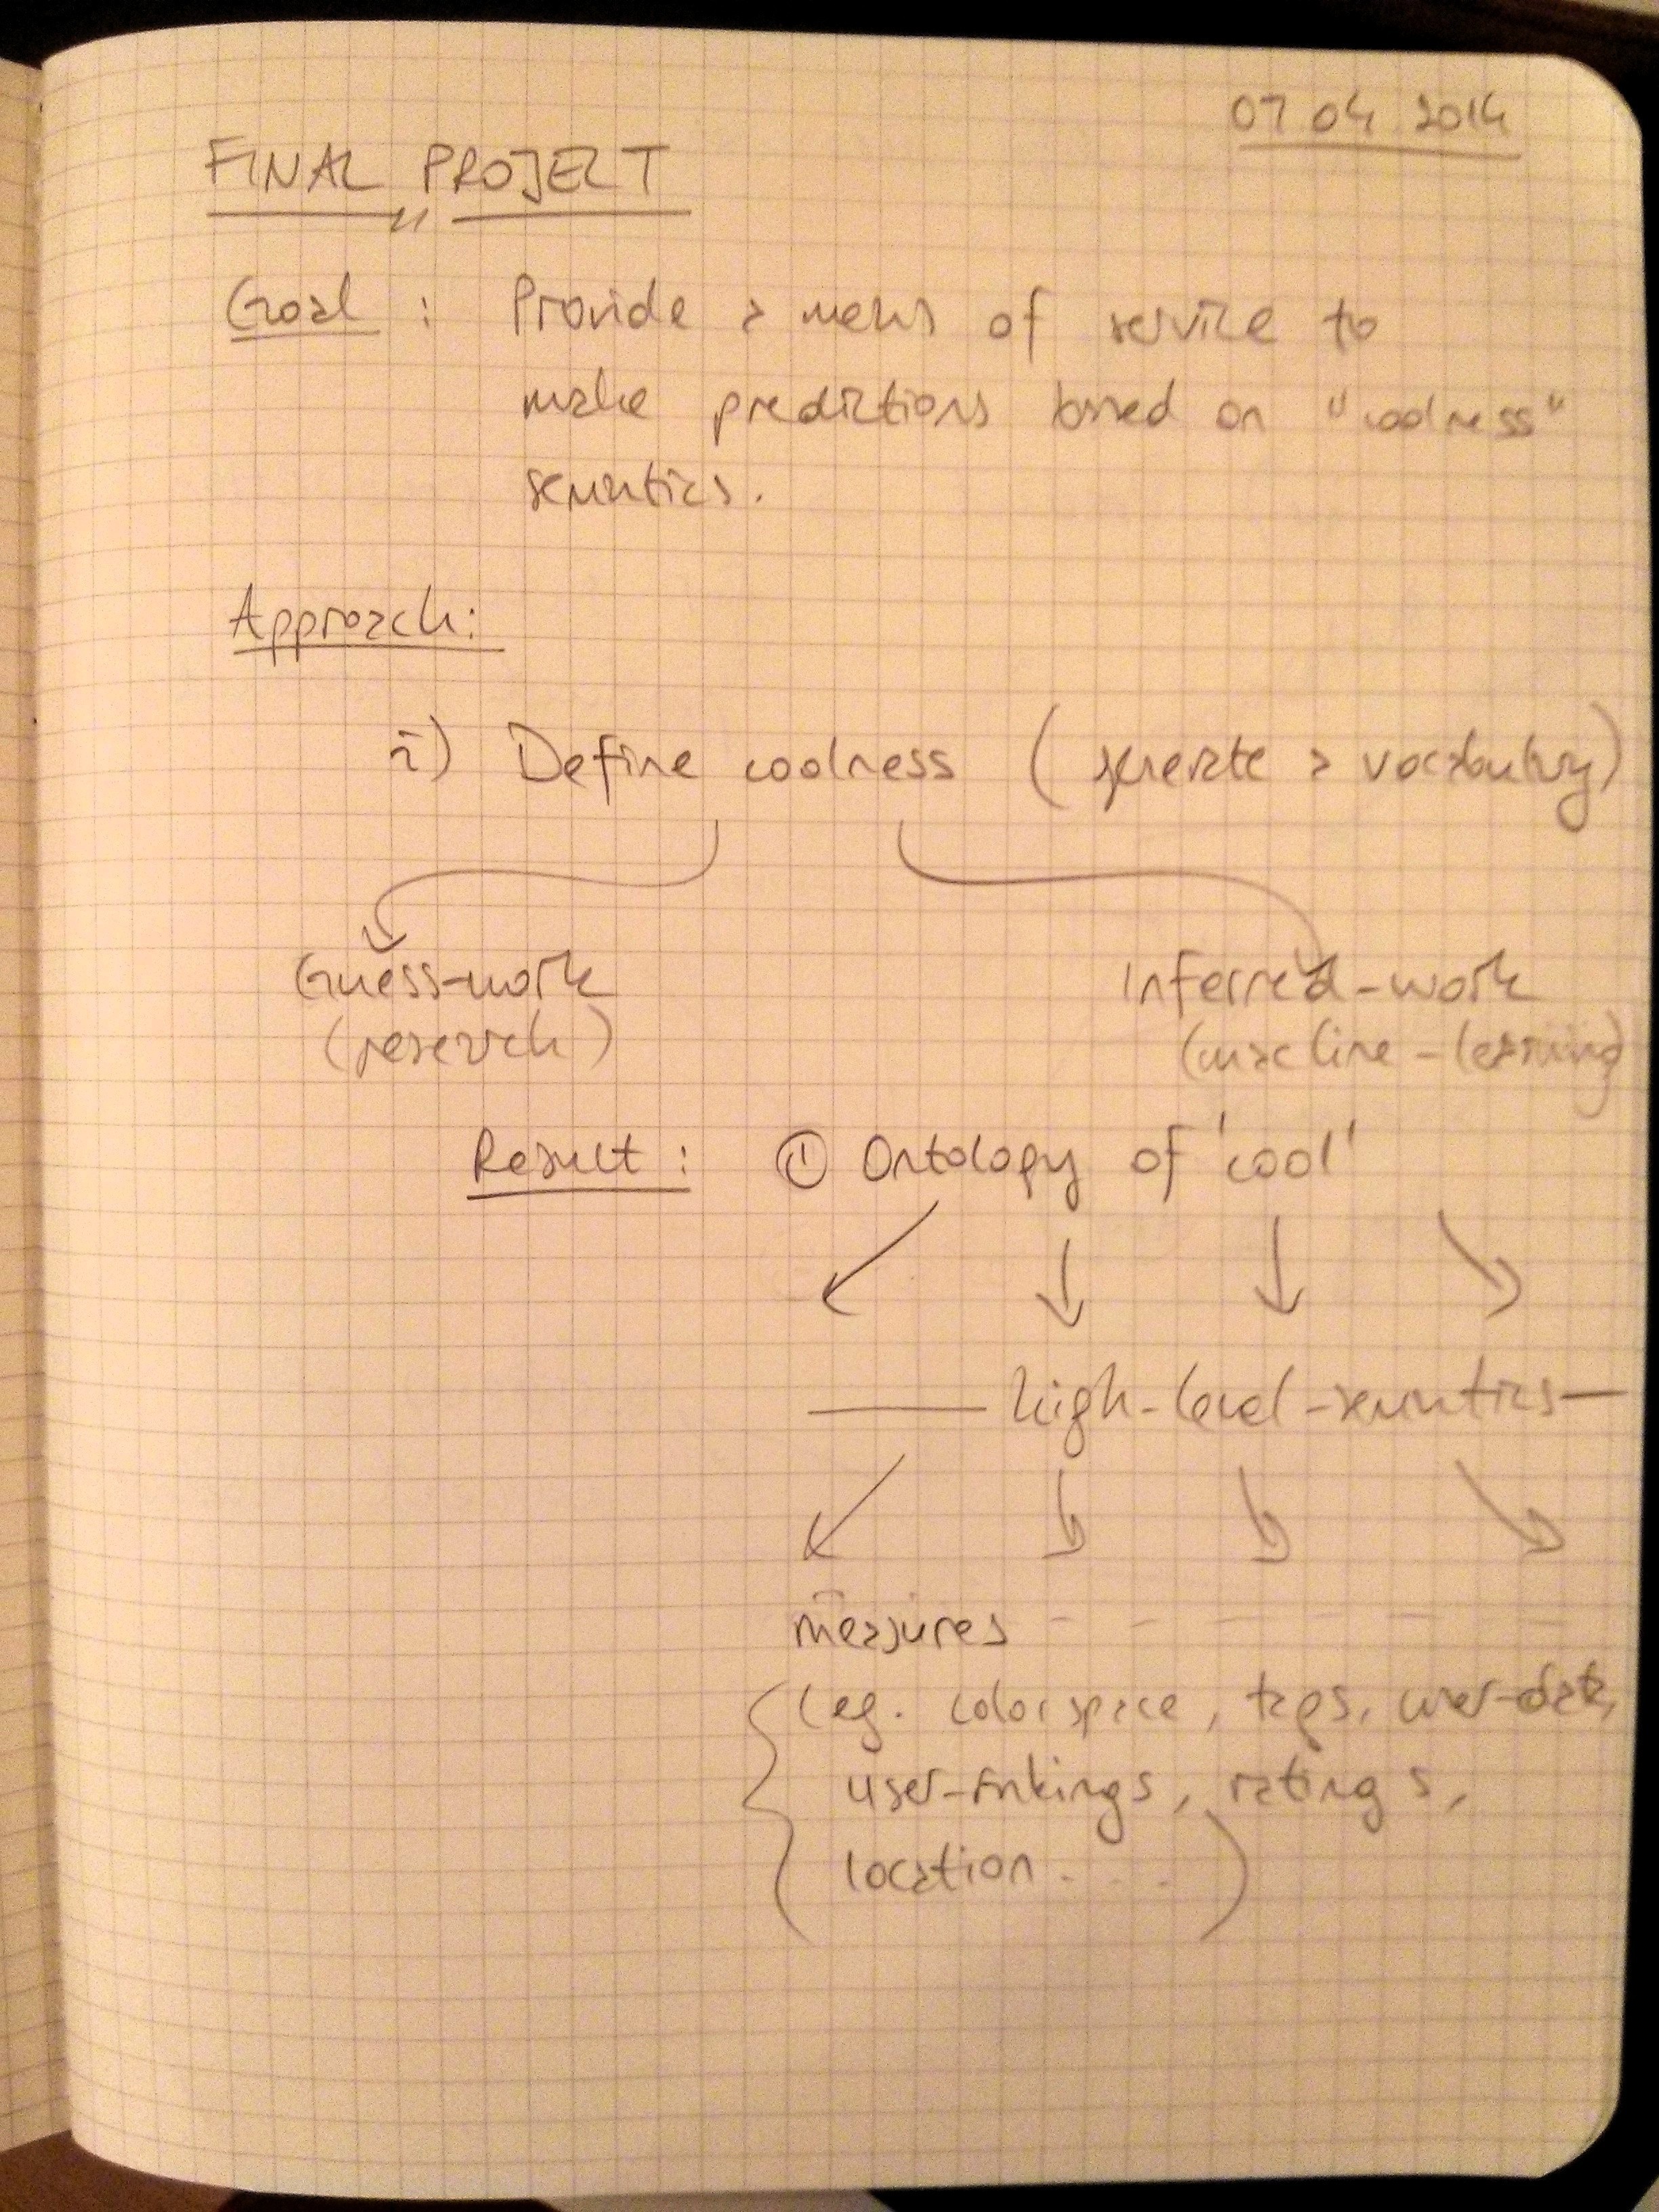 07 04 2014
FINAL PROJECT
Goal : Provide a means of service to
make predictions based on "coolness"
semantics.
Approach:
i) Define coolness ( generate a vocabulary)
Guess-work
(research)
Inferred-work
(machine-learning)
Result : ① Ontology of 'cool'
high-level-semantics
measures
(eg. colorspace, tags, user-data,
user-rankings, ratings,
location.... )